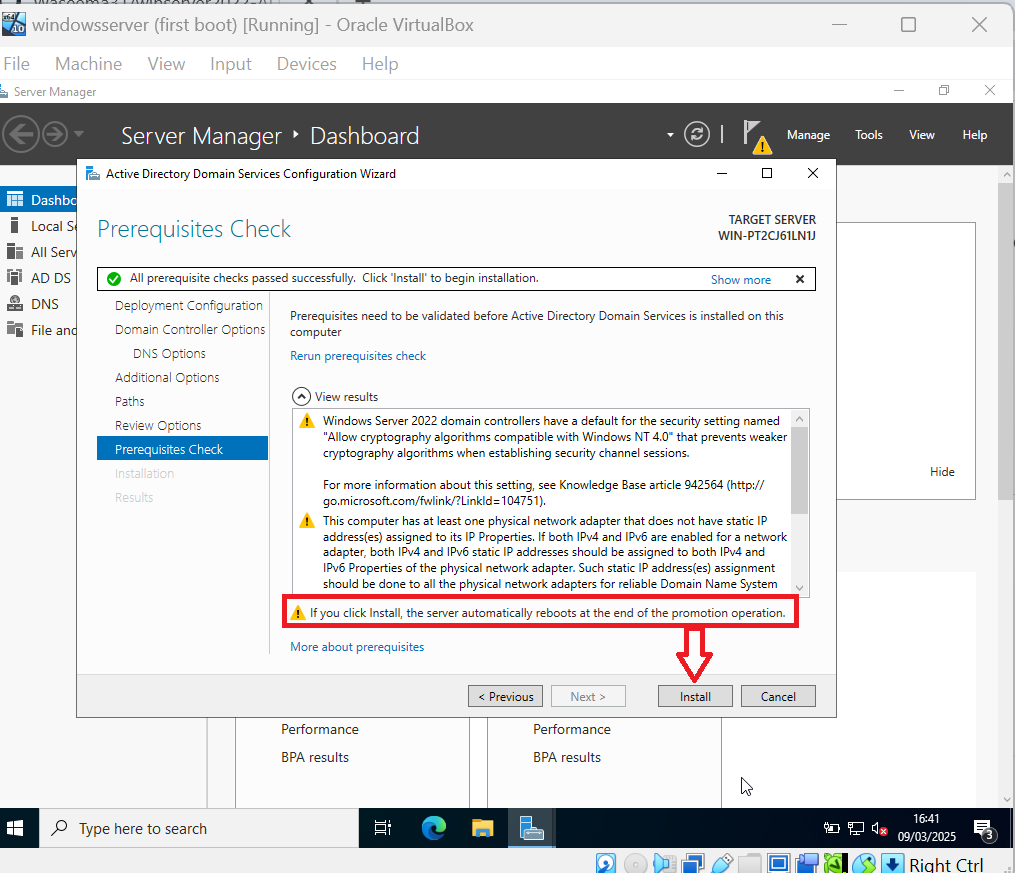 windowsserver (first boot) [Running] - Oracle VirtualBox
File Machine View Input Devices Help
Server Manager
Server Manager Dashboard
Manage Tools View Help
Active Directory Domain Services Configuration Wizard
Prerequisites Check
TARGET SERVER
WIN-PT2CJ61LN1J
All prerequisite checks passed successfully. Click 'Install' to begin installation.
Show more
Dashbo
Local Se
All Serv
AD DS
DNS
File and
Deployment Configuration
Domain Controller Options
DNS Options
Additional Options
Paths
Review Options
Prerequisites Check
Installation
Results
Prerequisites need to be validated before Active Directory Domain Services is installed on this
computer
Rerun prerequisites check
View results
Windows Server 2022 domain controllers have a default for the security setting named
"Allow cryptography algorithms compatible with Windows NT 4.0" that prevents weaker
cryptography algorithms when establishing security channel sessions.
For more information about this setting, see Knowledge Base article 942564 (http://
go.microsoft.com/fwlink/?LinkId=104751).
This computer has at least one physical network adapter that does not have static IP
address(es) assigned to its IP Properties. If both IPv4 and IPv6 are enabled for a network
adapter, both IPv4 and IPv6 static IP addresses should be assigned to both IPv4 and
IPv6 Properties of the physical network adapter. Such static IP address(es) assignment
should be done to all the physical network adapters for reliable Domain Name System
If you click Install, the server automatically reboots at the end of the promotion operation.
More about prerequisites
< Previous
Next >
Install
Cancel
Hide
Performance
BPA results
Performance
BPA results
Type here to search
16:41
09/03/2025
3
Right Ctrl